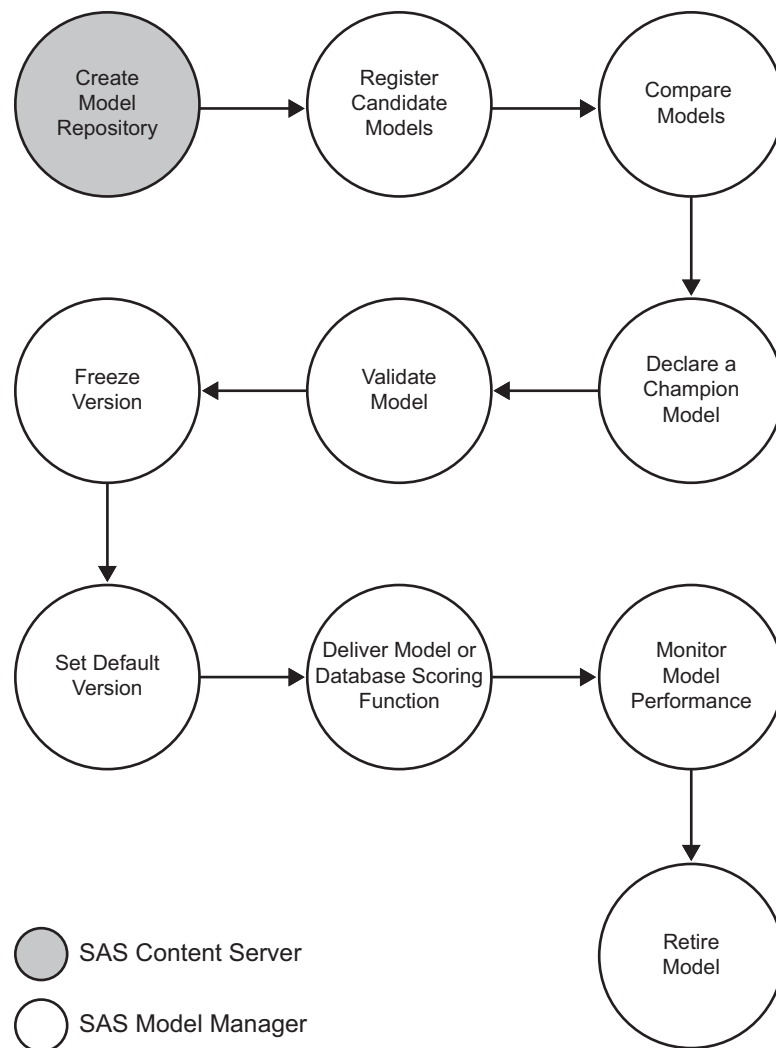 Create
Model
Repository
Register
Candidate
Models
Compare
Models
Declare a
Champion
Model
Validate
Model
Freeze
Version
Set Default
Version
Deliver Model or
Database Scoring
Function
Monitor
Model
Performance
Retire
Model
SAS Content Server
SAS Model Manager